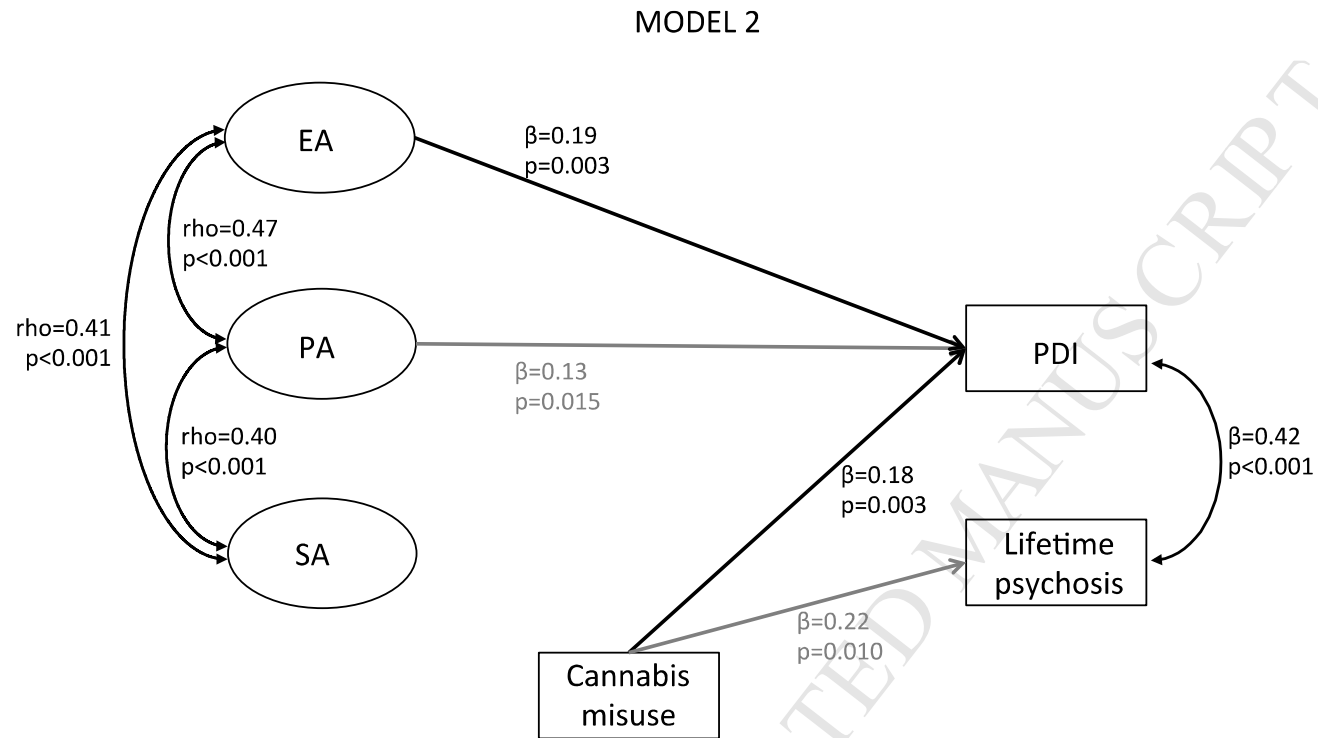 MODEL 2
EA
β=0.19
p=0.003
rho=0.47
p<0.001
rho=0.41
p<0.001
PA
β=0.13
p=0.015
PDI
rho=0.40
p<0.001
β=0.42
p<0.001
β=0.18
p=0.003
SA
Lifetime
psychosis
β=0.22
p=0.010
Cannabis
misuse
TED MANUSCRIPT